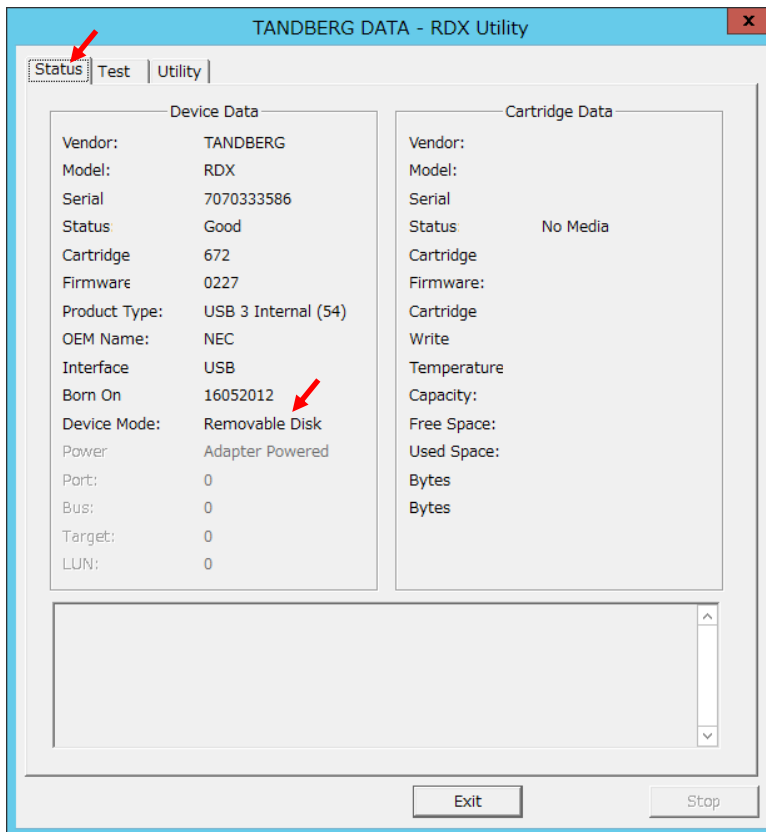 TANDBERG DATA - RDX Utility
x
Status Test Utility
Device Data
Vendor: TANDBERG
Model: RDX
Serial 7070333586
Status: Good
Cartridge 672
Firmware 0227
Product Type: USB 3 Internal (54)
OEM Name: NEC
Interface USB
Born On 16052012
Device Mode: Removable Disk
Power Adapter Powered
Port: 0
Bus: 0
Target: 0
LUN: 0
Cartridge Data
Vendor:
Model:
Serial
Status: No Media
Cartridge
Firmware:
Cartridge
Write
Temperature
Capacity:
Free Space:
Used Space:
Bytes
Bytes
Exit Stop